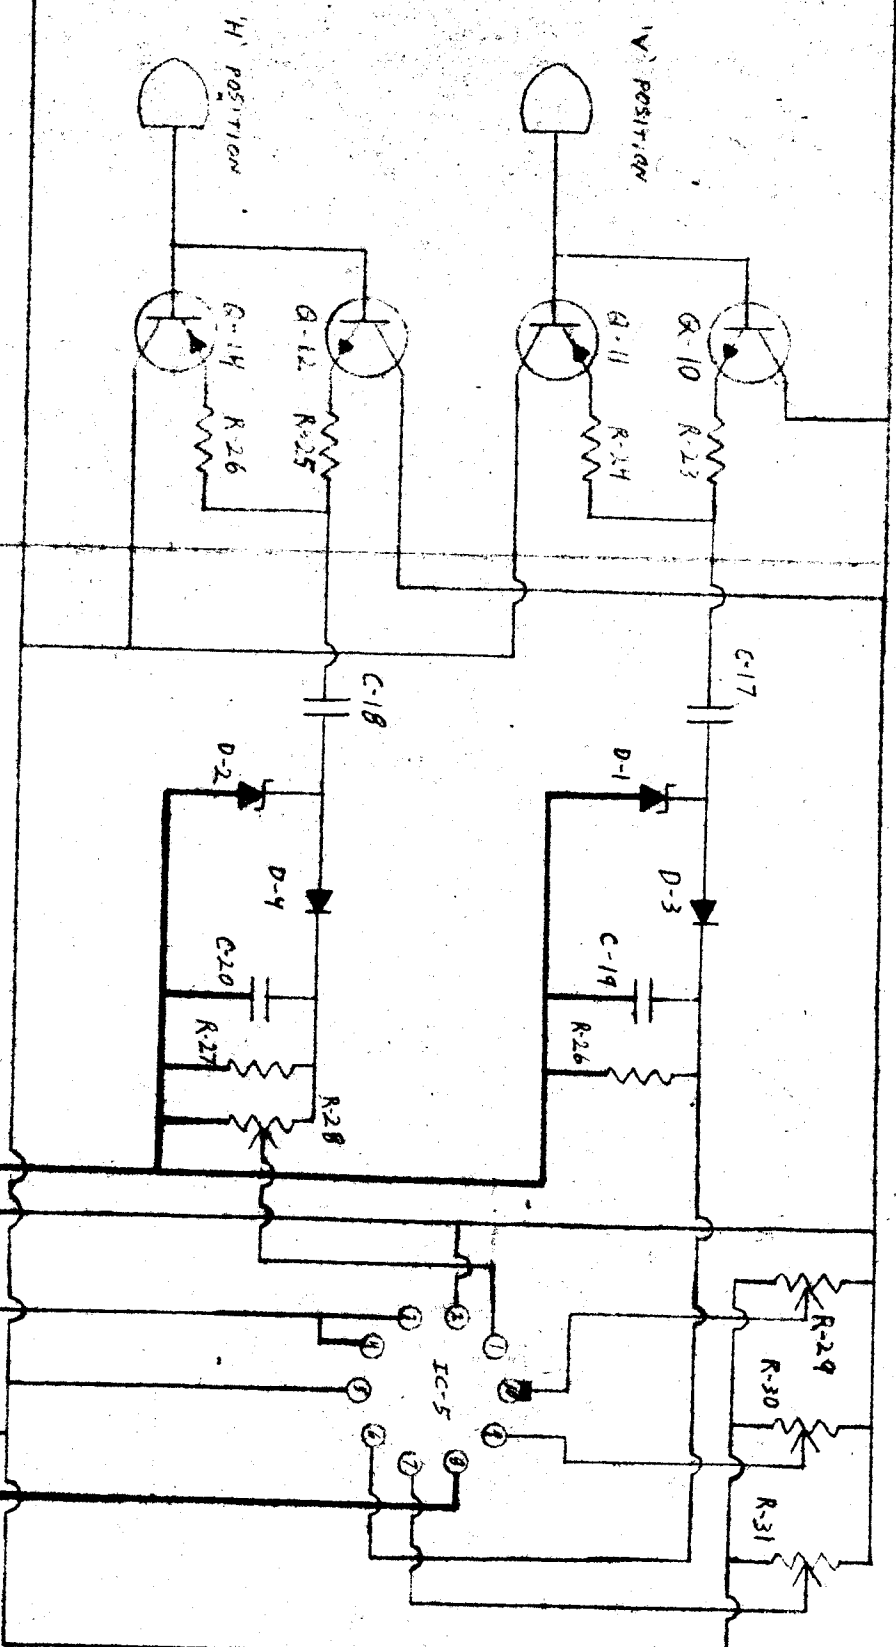 'V' POSITION
'H' POSITION
Q-10
R-23
Q-11
R-24
Q-12
R-25
Q-14
R-26
C-17
D-1
D-3
C-19
R-26
C-18
D-2
D-4
C-20
R-27
R-28
R-29
R-30
R-31
IC-5
1
2
3
4
5
6
7
8
9
10